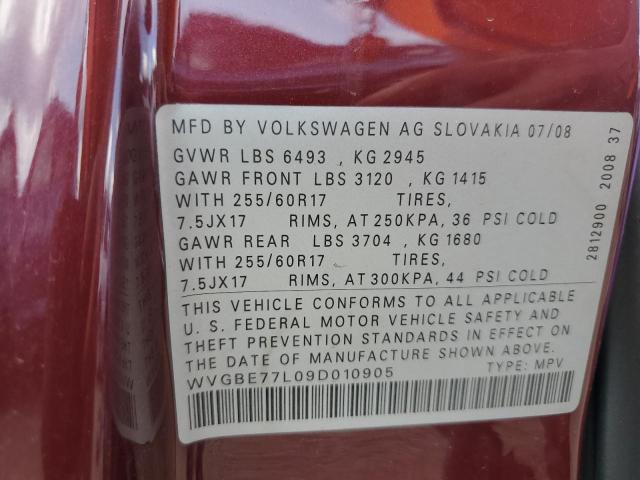 MFD BY VOLKSWAGEN AG SLOVAKIA 07/08
GVWR LBS 6493 , KG 2945
GAWR FRONT LBS 3120 , KG 1415
WITH 255/60R17 TIRES,
7.5JX17 RIMS, AT 250KPA, 36 PSI COLD
GAWR REAR LBS 3704 , KG 1680
WITH 255/60R17 TIRES,
7.5JX17 RIMS, AT 300KPA, 44 PSI COLD
THIS VEHICLE CONFORMS TO ALL APPLICABLE
U. S. FEDERAL MOTOR VEHICLE SAFETY AND
THEFT PREVENTION STANDARDS IN EFFECT ON
THE DATE OF MANUFACTURE SHOWN ABOVE.
WVGBE77L09D010905 TYPE: MPV
2812900 2008 37